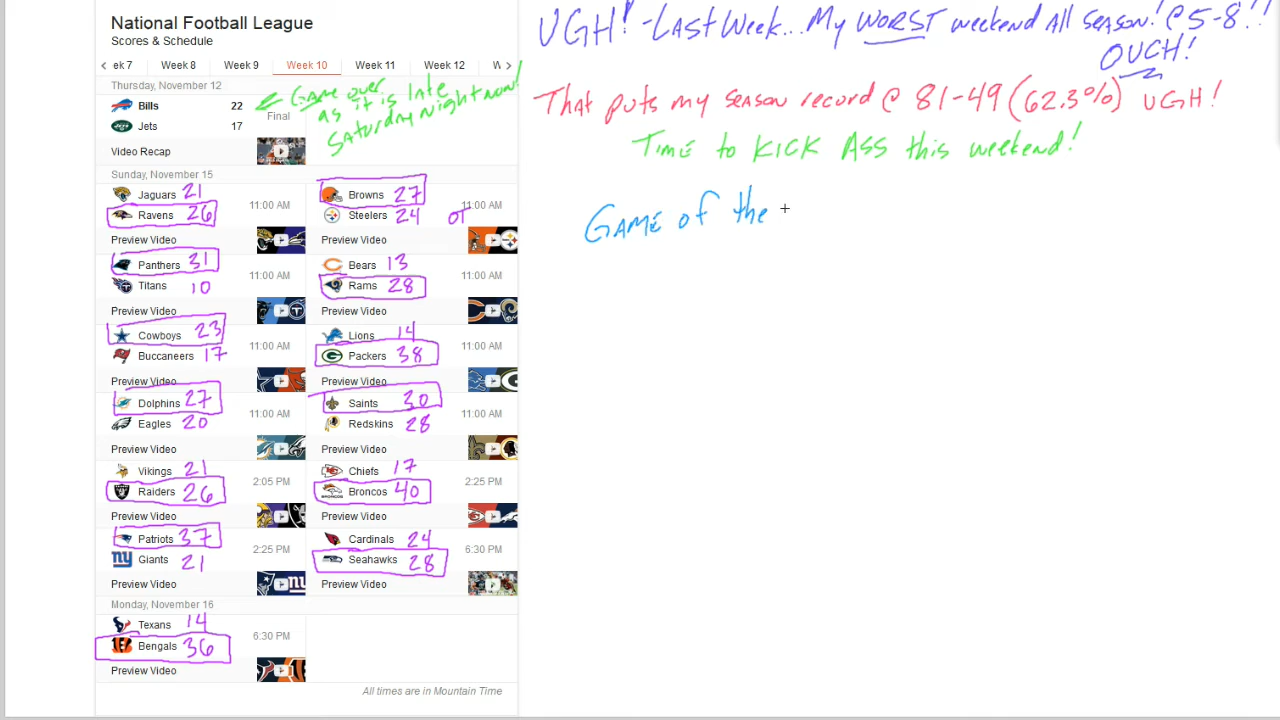 National Football League
Scores & Schedule
ek 7 Week 8 Week 9 Week 10 Week 11 Week 12 W
Thursday, November 12
Bills 22
Jets 17
Final
Game over
as it is late
Saturday night now!
Video Recap
Sunday, November 15
Jaguars 21
Ravens 26
11:00 AM
Browns 27
Steelers 24 OT
11:00 AM
Preview Video Preview Video
Panthers 31
Titans 10
11:00 AM
Bears 13
Rams 28
11:00 AM
Preview Video Preview Video
Cowboys 23
Buccaneers 17
11:00 AM
Lions 14
Packers 38
11:00 AM
Preview Video Preview Video
Dolphins 27
Eagles 20
11:00 AM
Saints 30
Redskins 28
11:00 AM
Preview Video Preview Video
Vikings 21
Raiders 26
2:05 PM
Chiefs 17
Broncos 40
2:25 PM
Preview Video Preview Video
Patriots 37
Giants 21
2:25 PM
Cardinals 24
Seahawks 28
6:30 PM
Preview Video Preview Video
Monday, November 16
Texans 14
Bengals 36
6:30 PM
Preview Video
All times are in Mountain Time
UGH! - Last Week... My WORST weekend All season! @ 5-8!!
OUCH!
That puts my season record @ 81-49 (62.3%) UGH!
Time to KICK ASS this weekend!
Game of the